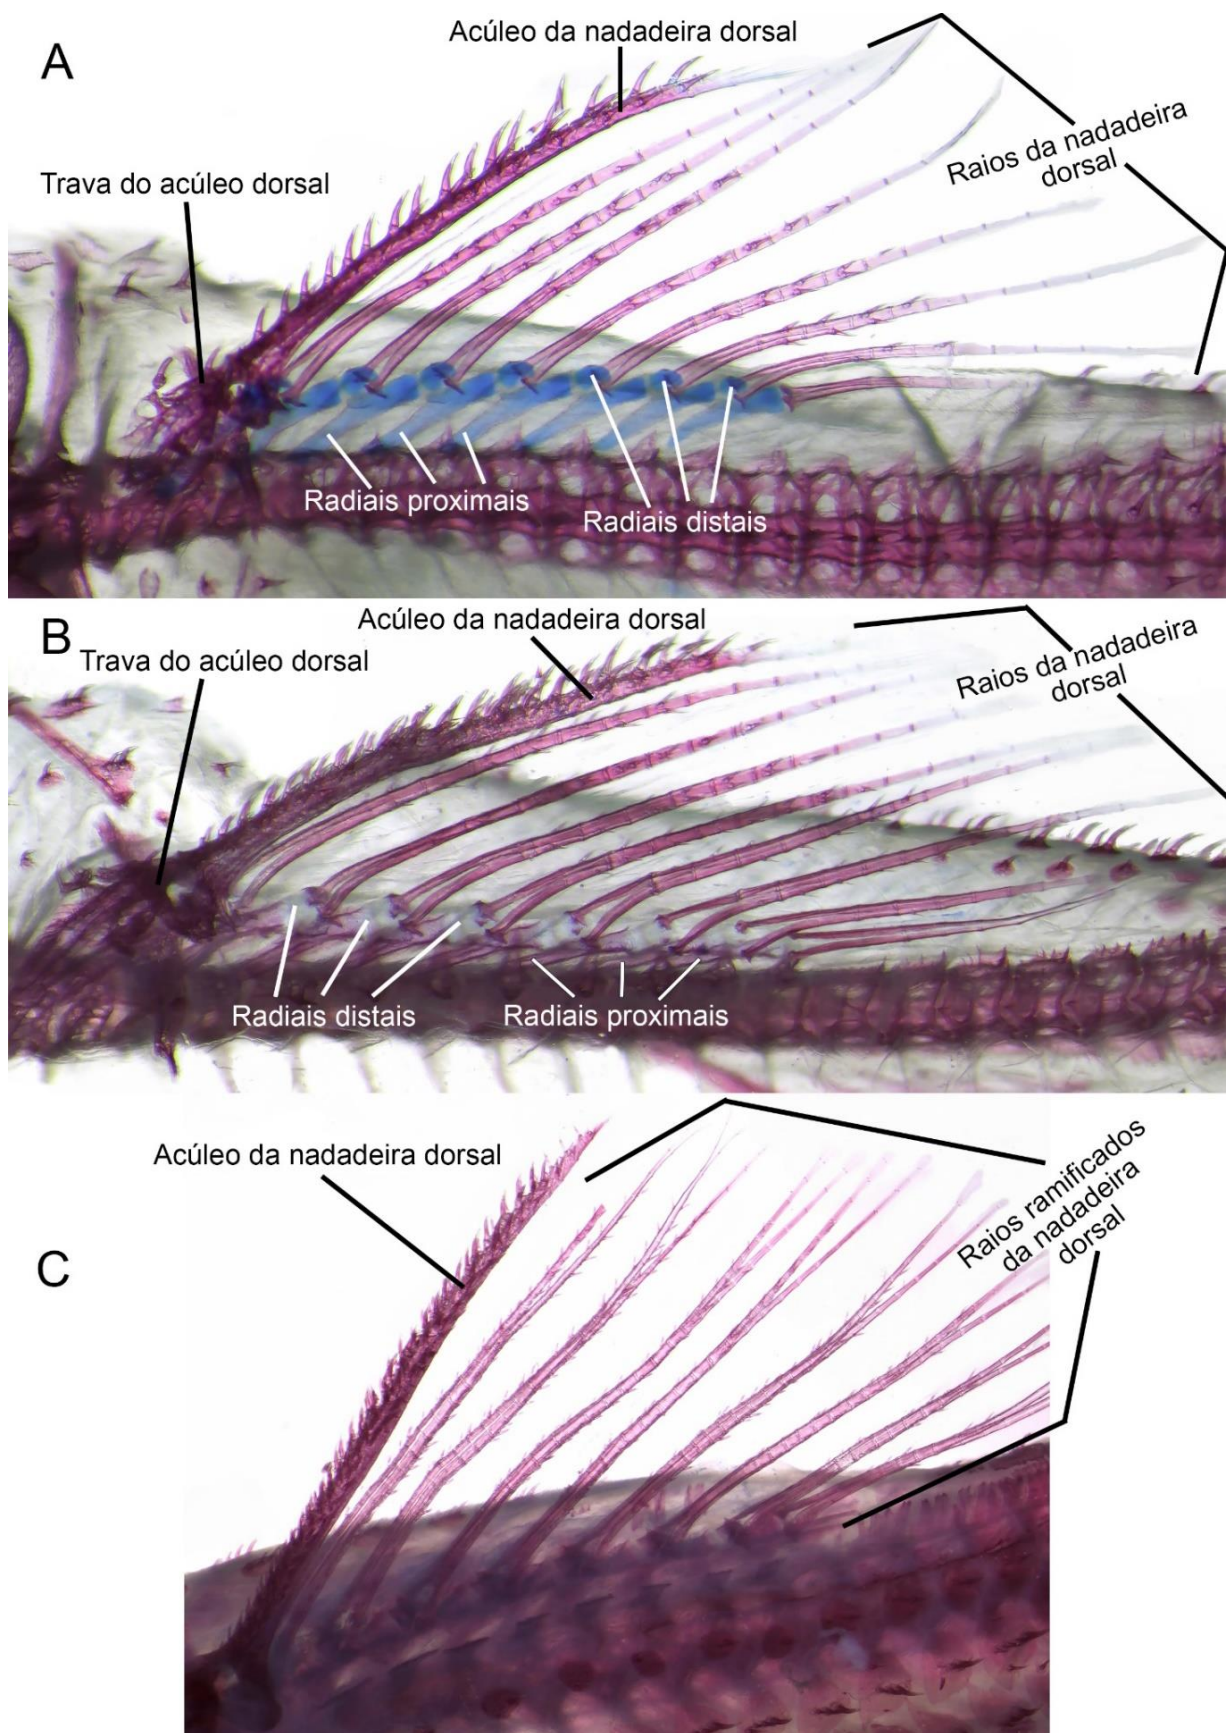 A
Acúleo da nadadeira dorsal
Trava do acúleo dorsal
Raios da nadadeira
dorsal
Radiais proximais
Radiais distais
B
Acúleo da nadadeira dorsal
Trava do acúleo dorsal
Raios da nadadeira
dorsal
Radiais distais
Radiais proximais
C
Acúleo da nadadeira dorsal
Raios ramificados
da nadadeira
dorsal